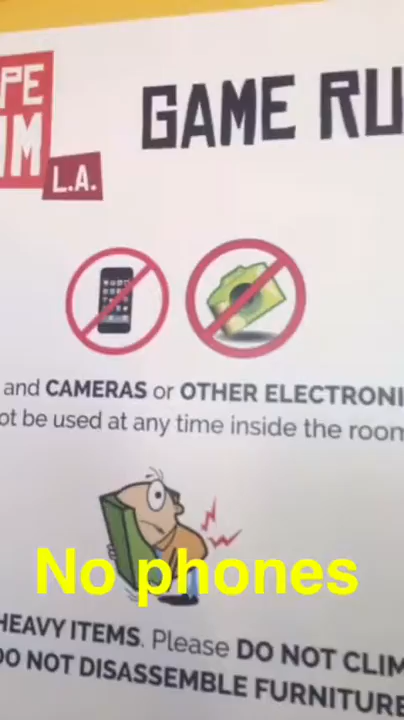 PE
GAME RU
M
L.A.
and CAMERAS or OTHER ELECTRONI
ot be used at any time inside the room
No phones
HEAVY ITEMS. Please DO NOT CLIM
DO NOT DISASSEMBLE FURNITURE